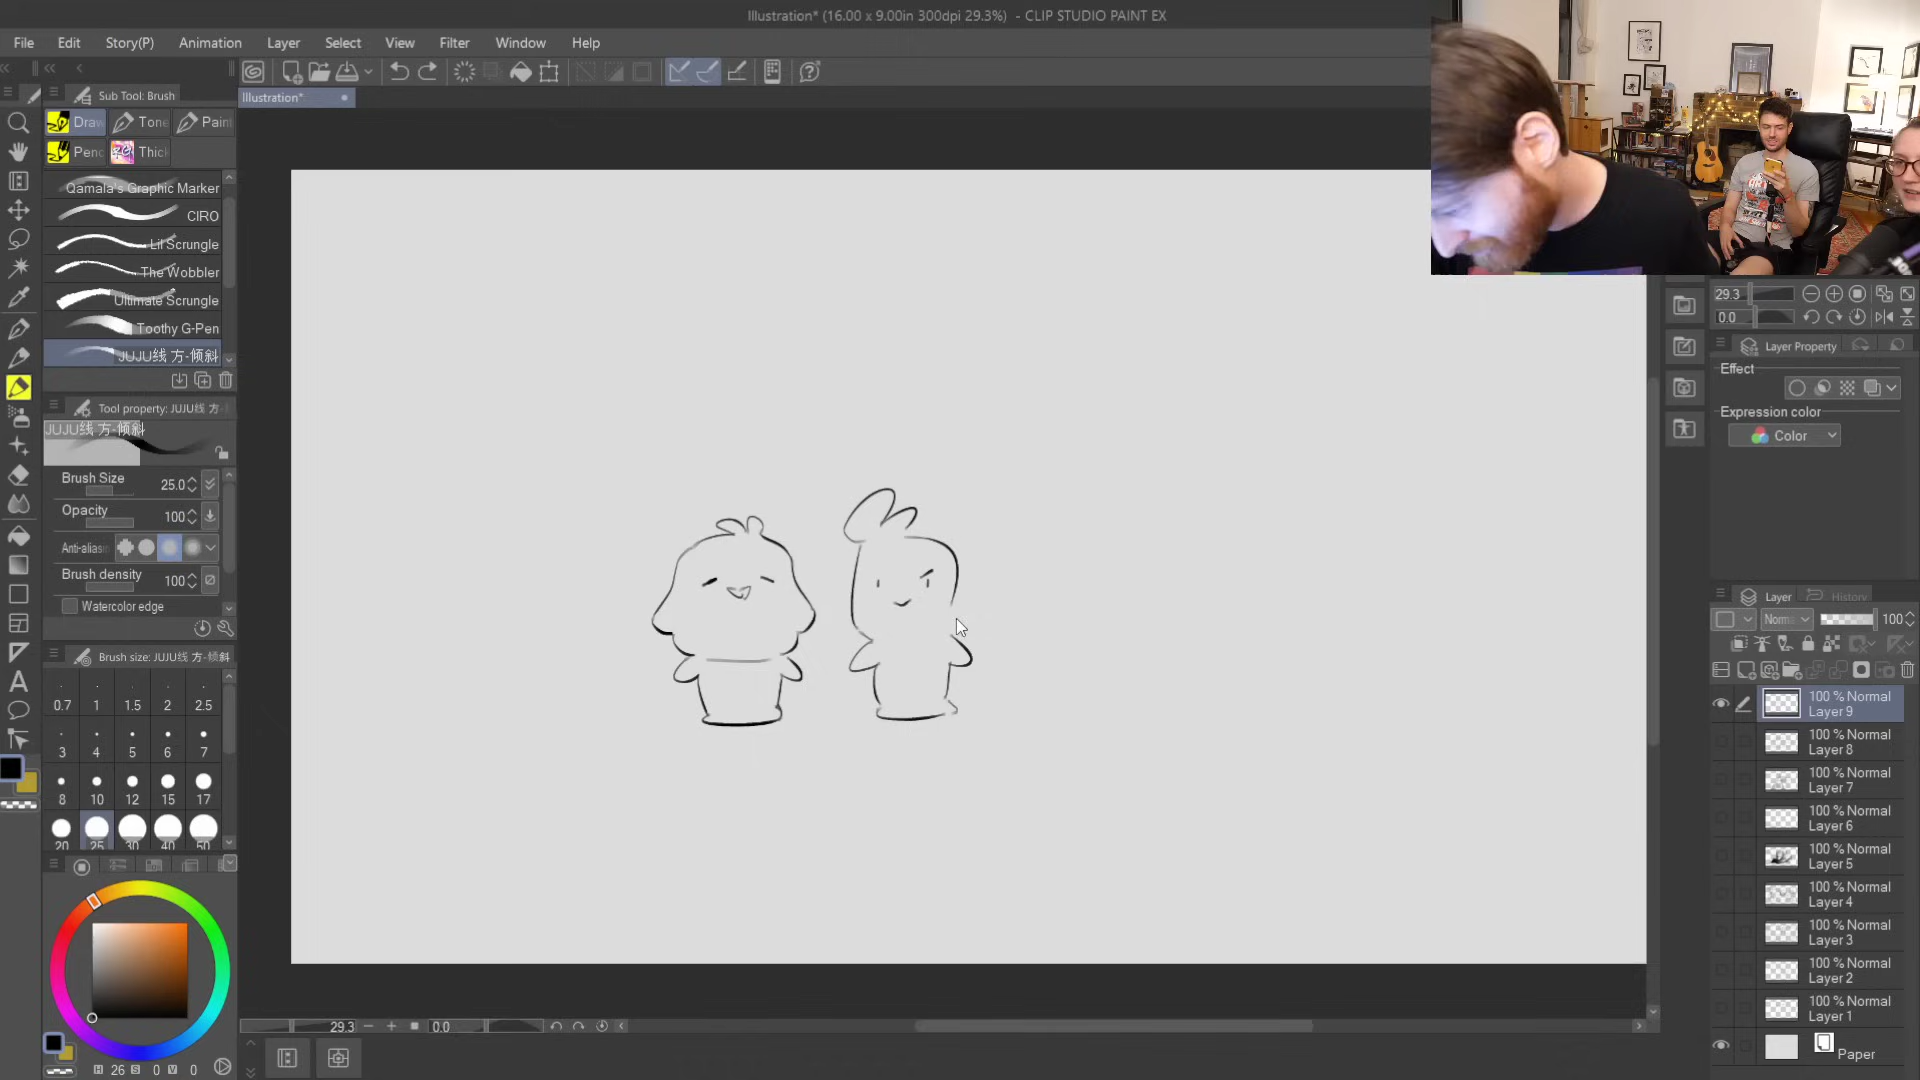 Illustration* (16.00 x 9.00in 300dpi 29.3%) - CLIP STUDIO PAINT EX
File Edit Story(P) Animation Layer Select View Filter Window Help
Sub Tool: Brush
Illustration*
Draw Tone Paint
Penc Thick
Qamala's Graphic Marker
CIRO
Lil Scrungle
The Wobbler
Ultimate Scrungle
Toothy G-Pen
JUJU线 方-倾斜
Tool property: JUJU线 方-
JUJU线 方-倾斜
Brush Size 25.0
Opacity 100
Anti-aliasin
Brush density 100
Watercolor edge
Brush size: JUJU线 方-倾斜
0.7 1 1.5 2 2.5
3 4 5 6 7
8 10 12 15 17
20 25 30 40 50
H 26 S 0 V 0
29.3 0.0
29.3
0.0
Layer Property
Effect
Expression color
Color
Layer History
Norma 100
100 % Normal
Layer 9
100 % Normal
Layer 8
100 % Normal
Layer 7
100 % Normal
Layer 6
100 % Normal
Layer 5
100 % Normal
Layer 4
100 % Normal
Layer 3
100 % Normal
Layer 2
100 % Normal
Layer 1
Paper